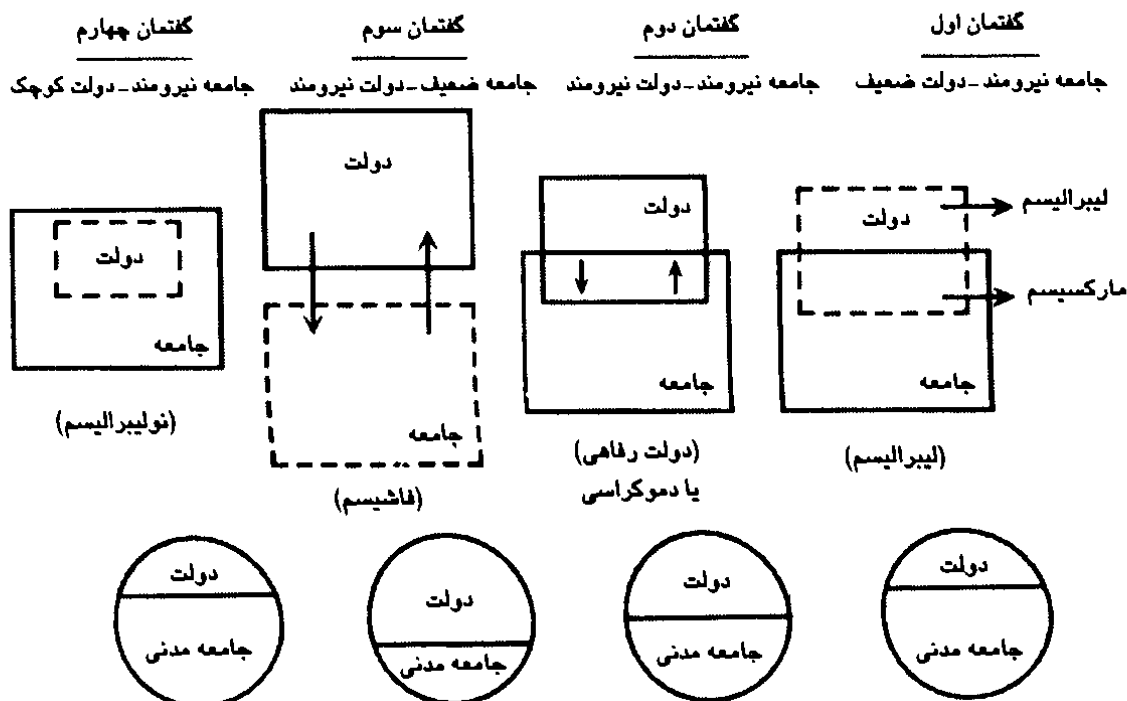 گفتمان اول
جامعه نیرومند ـ دولت ضعیف
دولت
لیبرالیسم
مارکسیسم
جامعه
(لیبرالیسم)
دولت
جامعه مدنی
گفتمان دوم
جامعه نیرومند ـ دولت نیرومند
دولت
جامعه
(دولت رفاهی)
یا دموکراسی
دولت
جامعه مدنی
گفتمان سوم
جامعه ضعیف ـ دولت نیرومند
دولت
جامعه
(فاشیسم)
دولت
جامعه مدنی
گفتمان چهارم
جامعه نیرومند ـ دولت کوچک
دولت
جامعه
(نولیبرالیسم)
دولت
جامعه مدنی